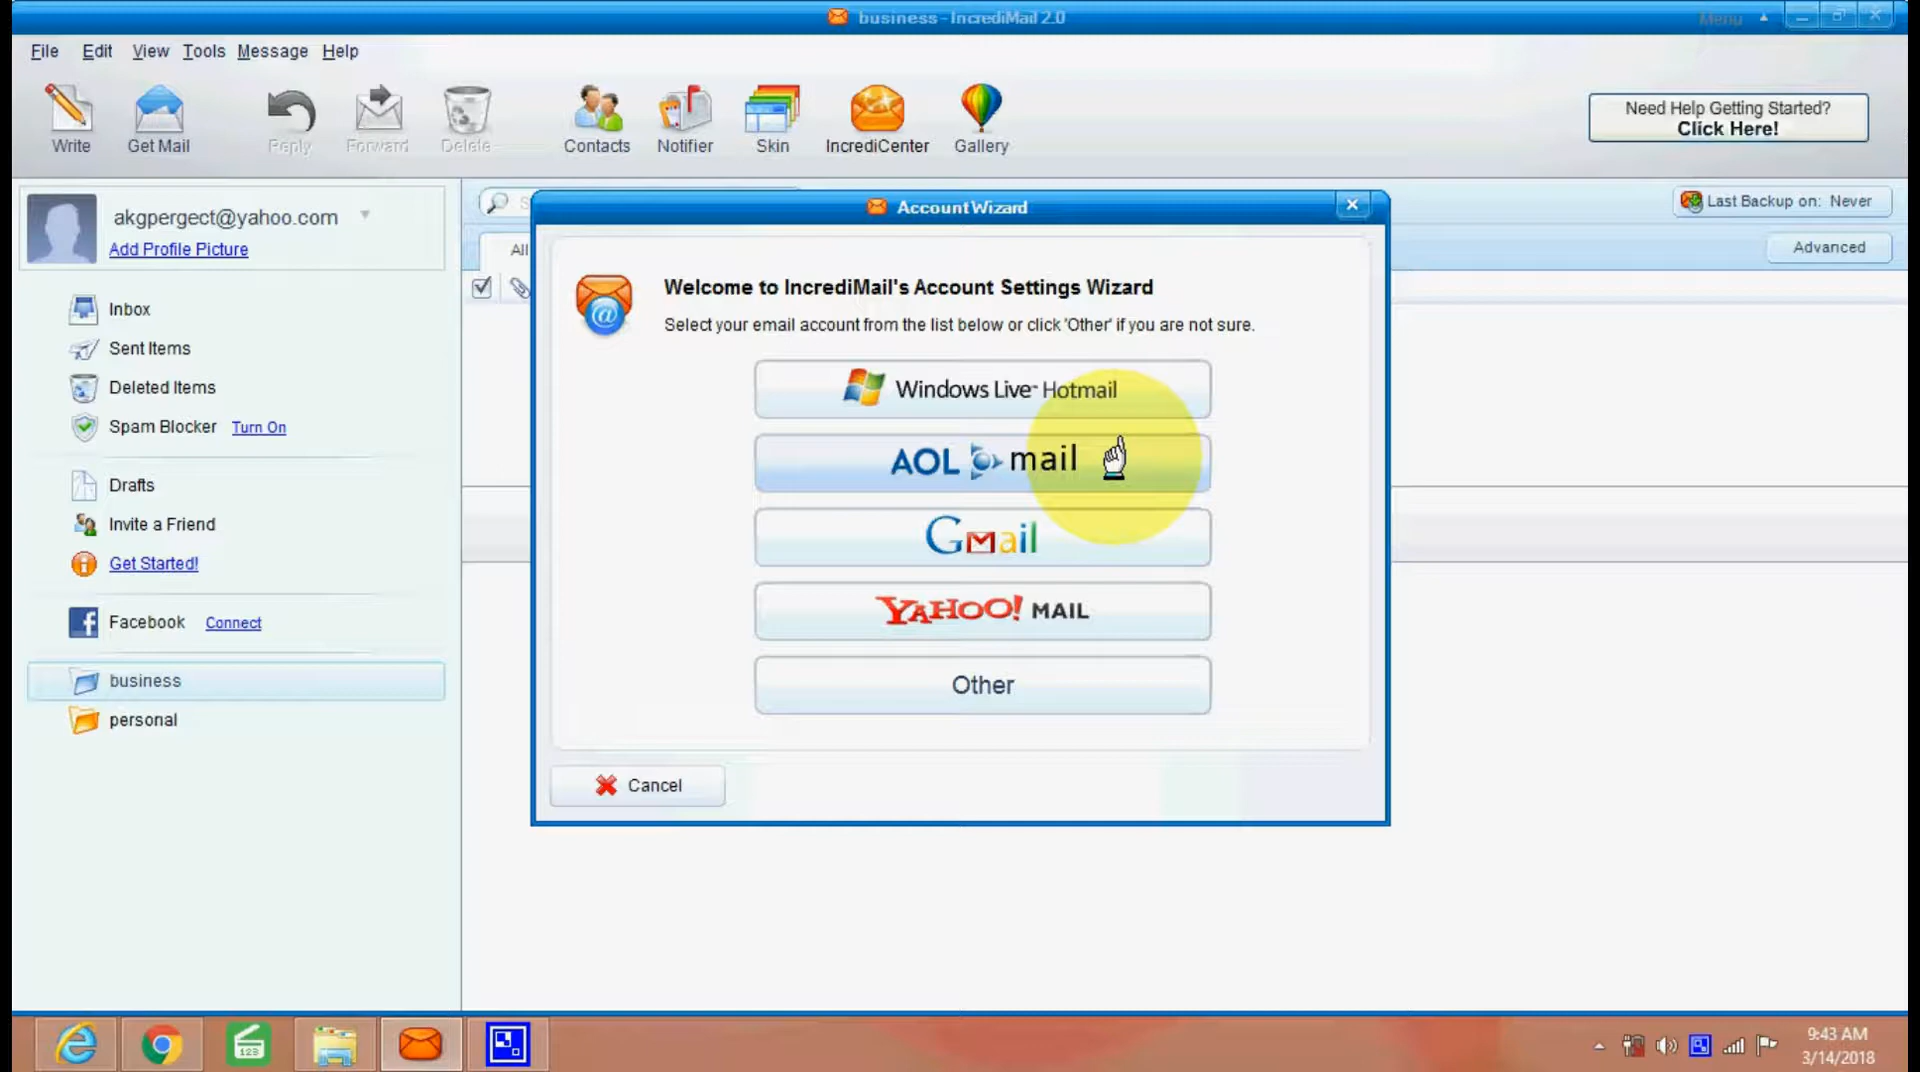 business - IncrediMail 2.0
Menu
File Edit View Tools Message Help
Write Get Mail Reply Forward Delete Contacts Notifier Skin IncrediCenter Gallery
Need Help Getting Started?
Click Here!
akgpergect@yahoo.com
Add Profile Picture
Inbox
Sent Items
Deleted Items
Spam Blocker Turn On
Drafts
Invite a Friend
Get Started!
Facebook Connect
business
personal
S
All
Last Backup on: Never
Advanced
Account Wizard
Welcome to IncrediMail's Account Settings Wizard
Select your email account from the list below or click 'Other' if you are not sure.
Windows Live™ Hotmail
AOL mail
Gmail
YAHOO! MAIL
Other
Cancel
123
9:43 AM
3/14/2018